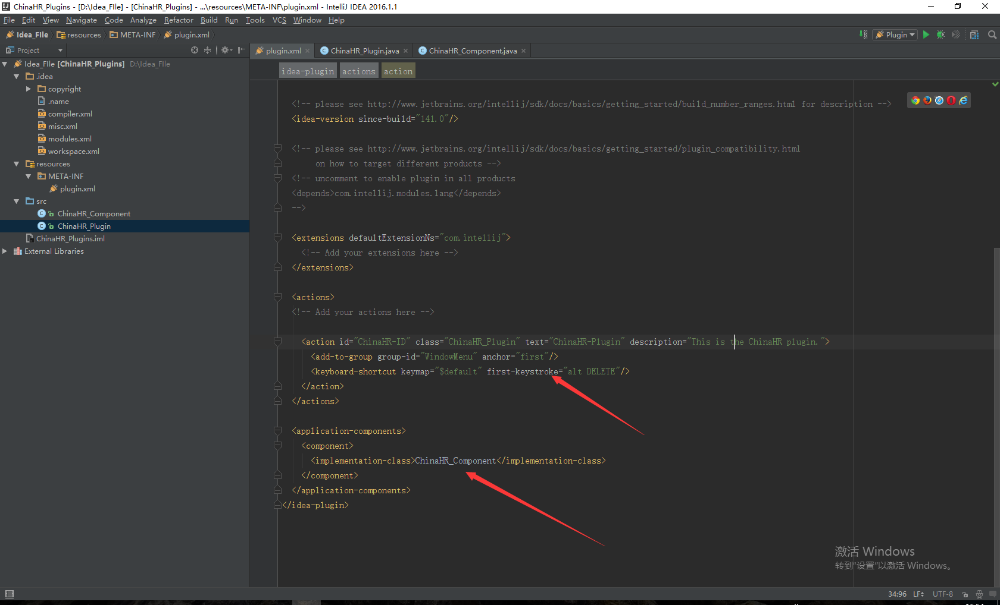 ChinaHR_Plugins - [D:\Idea_FIle] - [ChinaHR_Plugins] - ...\resources\META-INF\plugin.xml - IntelliJ IDEA 2016.1.1
File Edit View Navigate Code Analyze Refactor Build Run Tools VCS Window Help
Idea_FIle resources META-INF plugin.xml Plugin
Project plugin.xml ChinaHR_Plugin.java ChinaHR_Component.java
Idea_FIle [ChinaHR_Plugins] D:\Idea_FIle
.idea
copyright
.name
compiler.xml
misc.xml
modules.xml
workspace.xml
resources
META-INF
plugin.xml
src
ChinaHR_Component
ChinaHR_Plugin
ChinaHR_Plugins.iml
External Libraries
idea-plugin actions action
<!-- please see http://www.jetbrains.org/intellij/sdk/docs/basics/getting_started/build_number_ranges.html for description -->
<idea-version since-build="141.0"/>
<!-- please see http://www.jetbrains.org/intellij/sdk/docs/basics/getting_started/plugin_compatibility.html
on how to target different products -->
<!-- uncomment to enable plugin in all products
<depends>com.intellij.modules.lang</depends>
-->
<extensions defaultExtensionNs="com.intellij">
<!-- Add your extensions here -->
</extensions>
<actions>
<!-- Add your actions here -->
<action id="ChinaHR-ID" class="ChinaHR_Plugin" text="ChinaHR-Plugin" description="This is the ChinaHR plugin.">
<add-to-group group-id="WindowMenu" anchor="first"/>
<keyboard-shortcut keymap="$default" first-keystroke="alt DELETE"/>
</action>
</actions>
<application-components>
<component>
<implementation-class>ChinaHR_Component</implementation-class>
</component>
</application-components>
</idea-plugin>
激活 Windows
转到"设置"以激活 Windows。
34:96 LF UTF-8